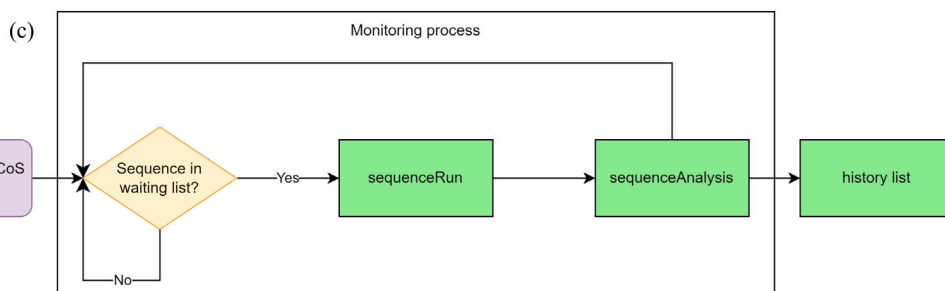 (c)
Monitoring process
CoS
Sequence in
waiting list?
Yes
sequenceRun
sequenceAnalysis
history list
No